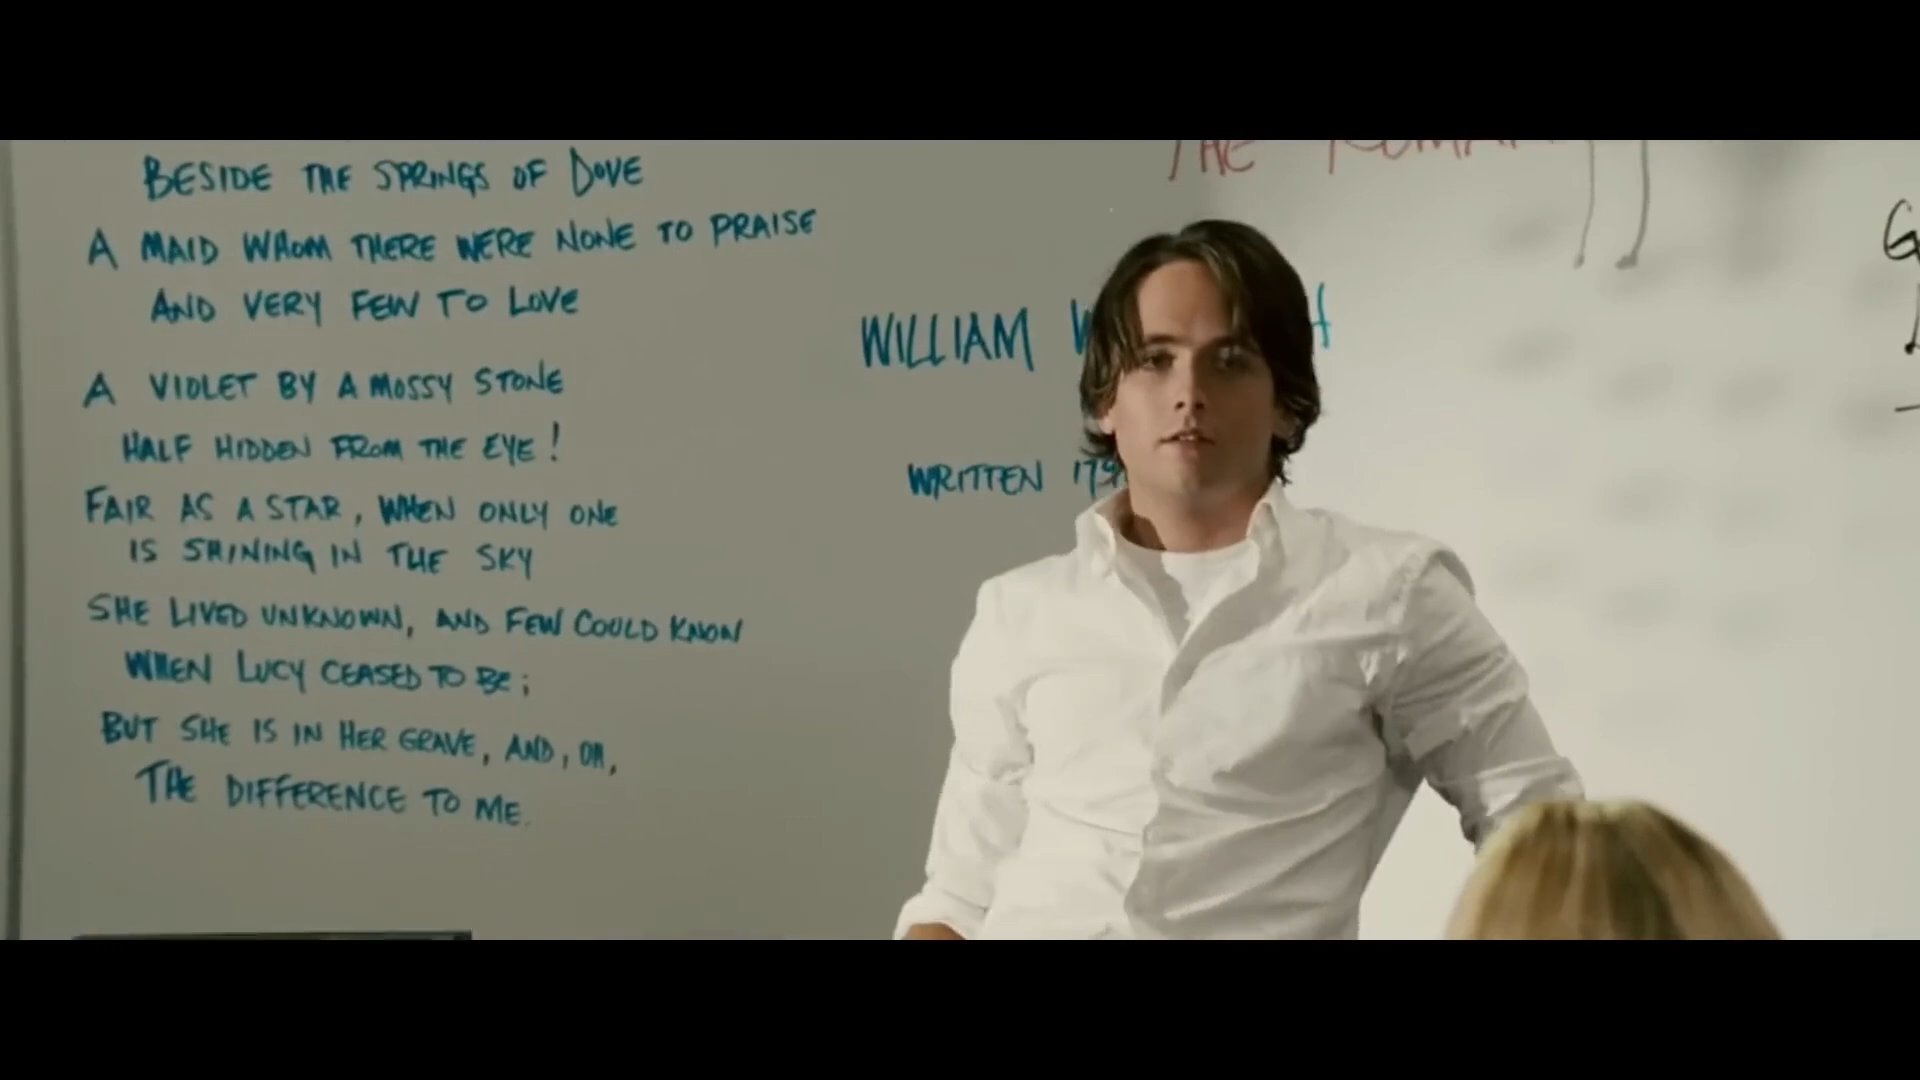 BESIDE THE SPRINGS OF DOVE
A MAID WHOM THERE WERE NONE TO PRAISE
AND VERY FEW TO LOVE
A VIOLET BY A MOSSY STONE
HALF HIDDEN FROM THE EYE!
FAIR AS A STAR, WHEN ONLY ONE
IS SHINING IN THE SKY
SHE LIVED UNKNOWN, AND FEW COULD KNOW
WHEN LUCY CEASED TO BE;
BUT SHE IS IN HER GRAVE, AND, OH,
THE DIFFERENCE TO ME.
THE
WILLIAM
WRITTEN